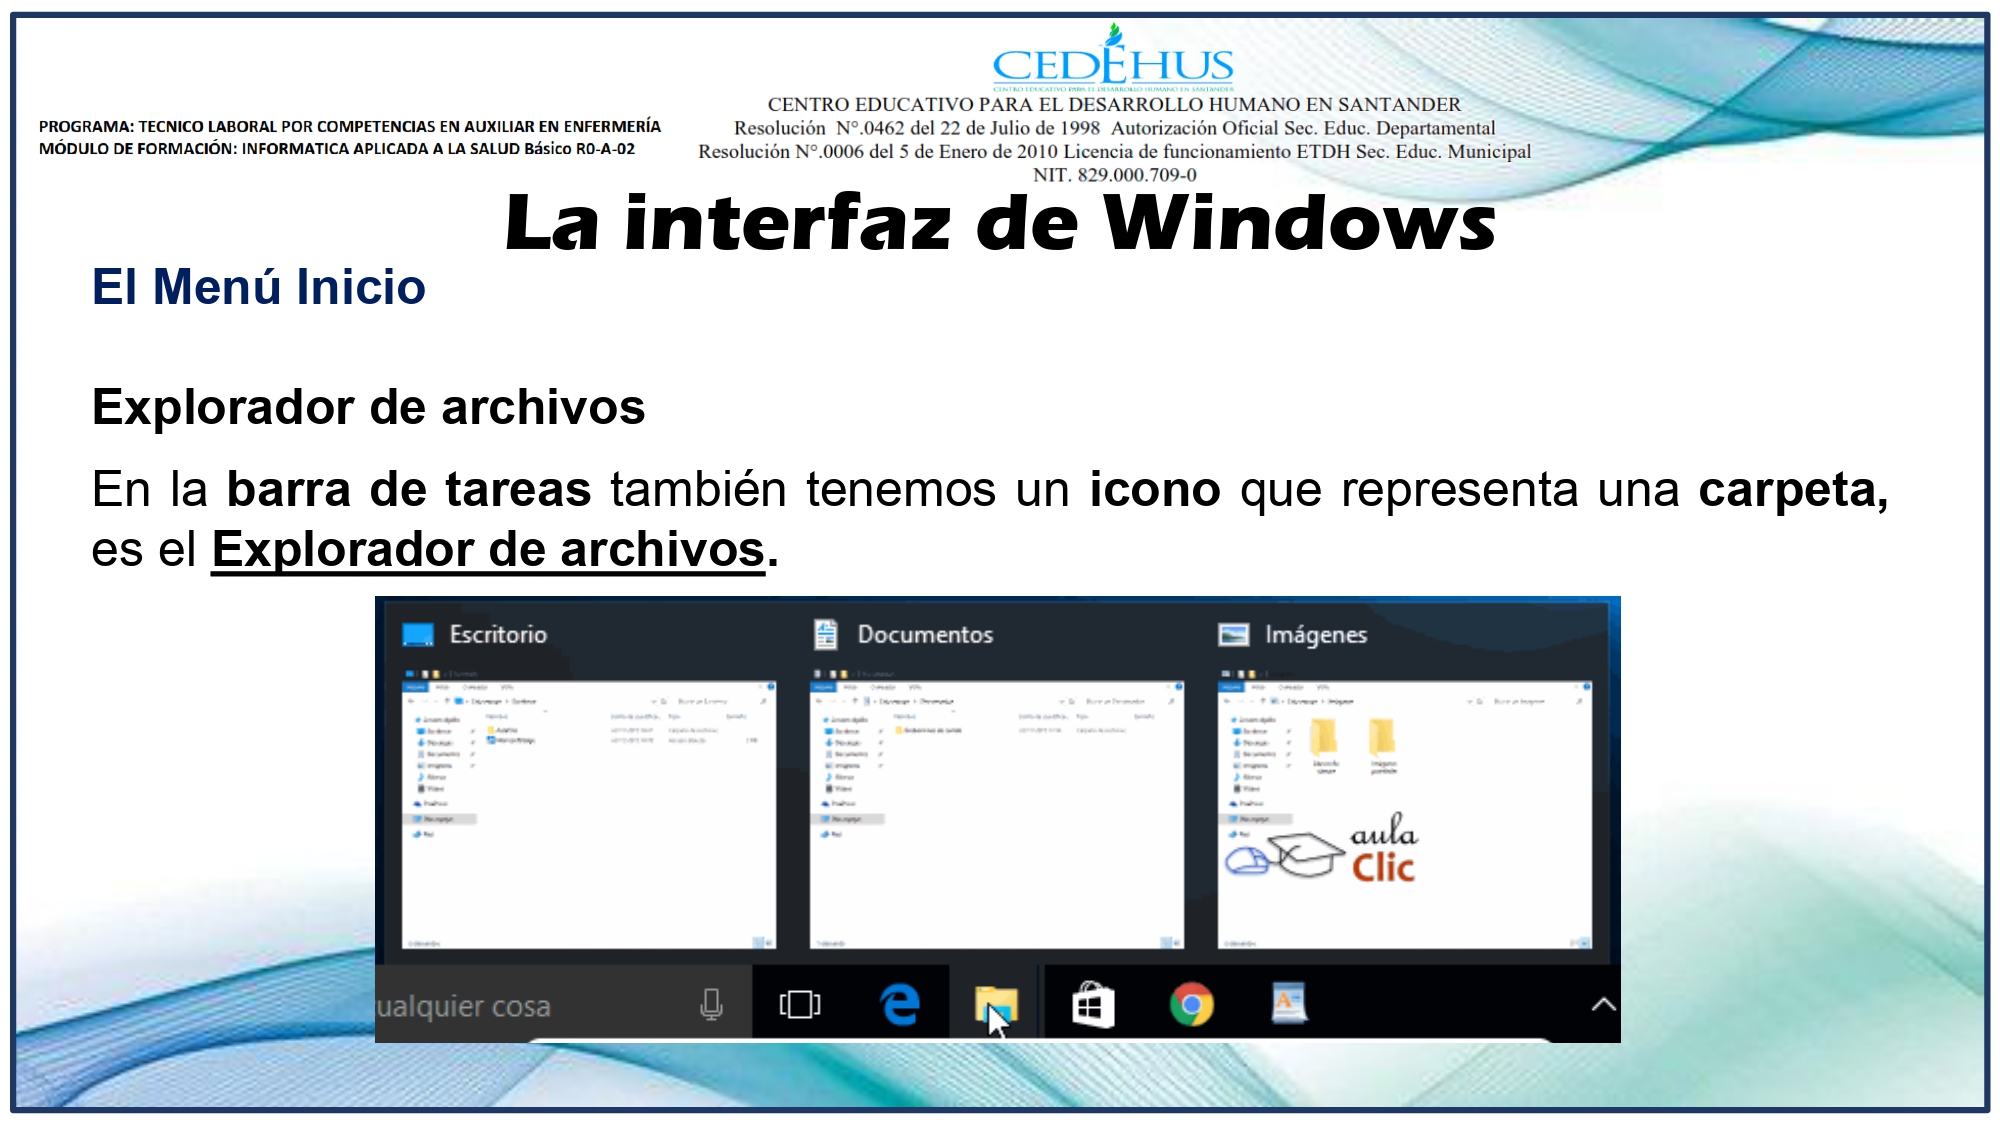 CEDEHUS
CENTRO EDUCATIVO PARA EL DESARROLLO HUMANO EN SANTANDER
CENTRO EDUCATIVO PARA EL DESARROLLO HUMANO EN SANTANDER
PROGRAMA: TECNICO LABORAL POR COMPETENCIAS EN AUXILIAR EN ENFERMERÍA
MÓDULO DE FORMACIÓN: INFORMATICA APLICADA A LA SALUD Básico R0-A-02
Resolución N°.0462 del 22 de Julio de 1998 Autorización Oficial Sec. Educ. Departamental
Resolución N°.0006 del 5 de Enero de 2010 Licencia de funcionamiento ETDH Sec. Educ. Municipal
NIT. 829.000.709-0
La interfaz de Windows
El Menú Inicio
Explorador de archivos
En la barra de tareas también tenemos un icono que representa una carpeta,
es el Explorador de archivos.
Escritorio
Documentos
Imágenes
aula
Clic
ualquier cosa